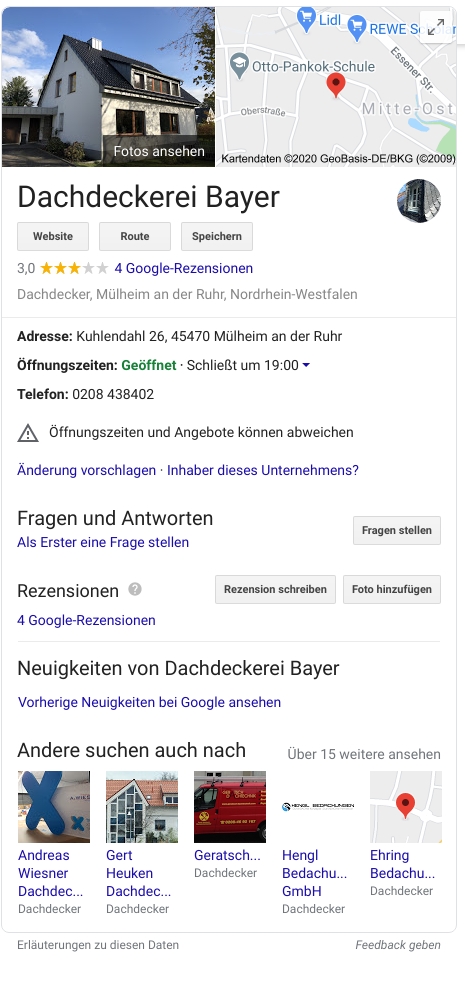 Lidl
REWE
Otto-Pankok-Schule
Essener Str.
Oberstraße
Mitte-Ost
Fotos ansehen
Kartendaten ©2020 GeoBasis-DE/BKG (©2009)
Dachdeckerei Bayer
Website
Route
Speichern
3,0
4 Google-Rezensionen
Dachdecker, Mülheim an der Ruhr, Nordrhein-Westfalen
Adresse: Kuhlendahl 26, 45470 Mülheim an der Ruhr
Öffnungszeiten: Geöffnet · Schließt um 19:00
Telefon: 0208 438402
Öffnungszeiten und Angebote können abweichen
Änderung vorschlagen · Inhaber dieses Unternehmens?
Fragen und Antworten
Fragen stellen
Als Erster eine Frage stellen
Rezensionen
?
Rezension schreiben
Foto hinzufügen
4 Google-Rezensionen
Neuigkeiten von Dachdeckerei Bayer
Vorherige Neuigkeiten bei Google ansehen
Andere suchen auch nach
Über 15 weitere ansehen
HENGL BEDACHUNGEN
Andreas
Wiesner
Dachdec...
Dachdecker
Gert
Heuken
Dachdec...
Dachdecker
Geratsch...
Dachdecker
Hengl
Bedachu...
GmbH
Dachdecker
Ehring
Bedachu...
Dachdecker
Erläuterungen zu diesen Daten
Feedback geben